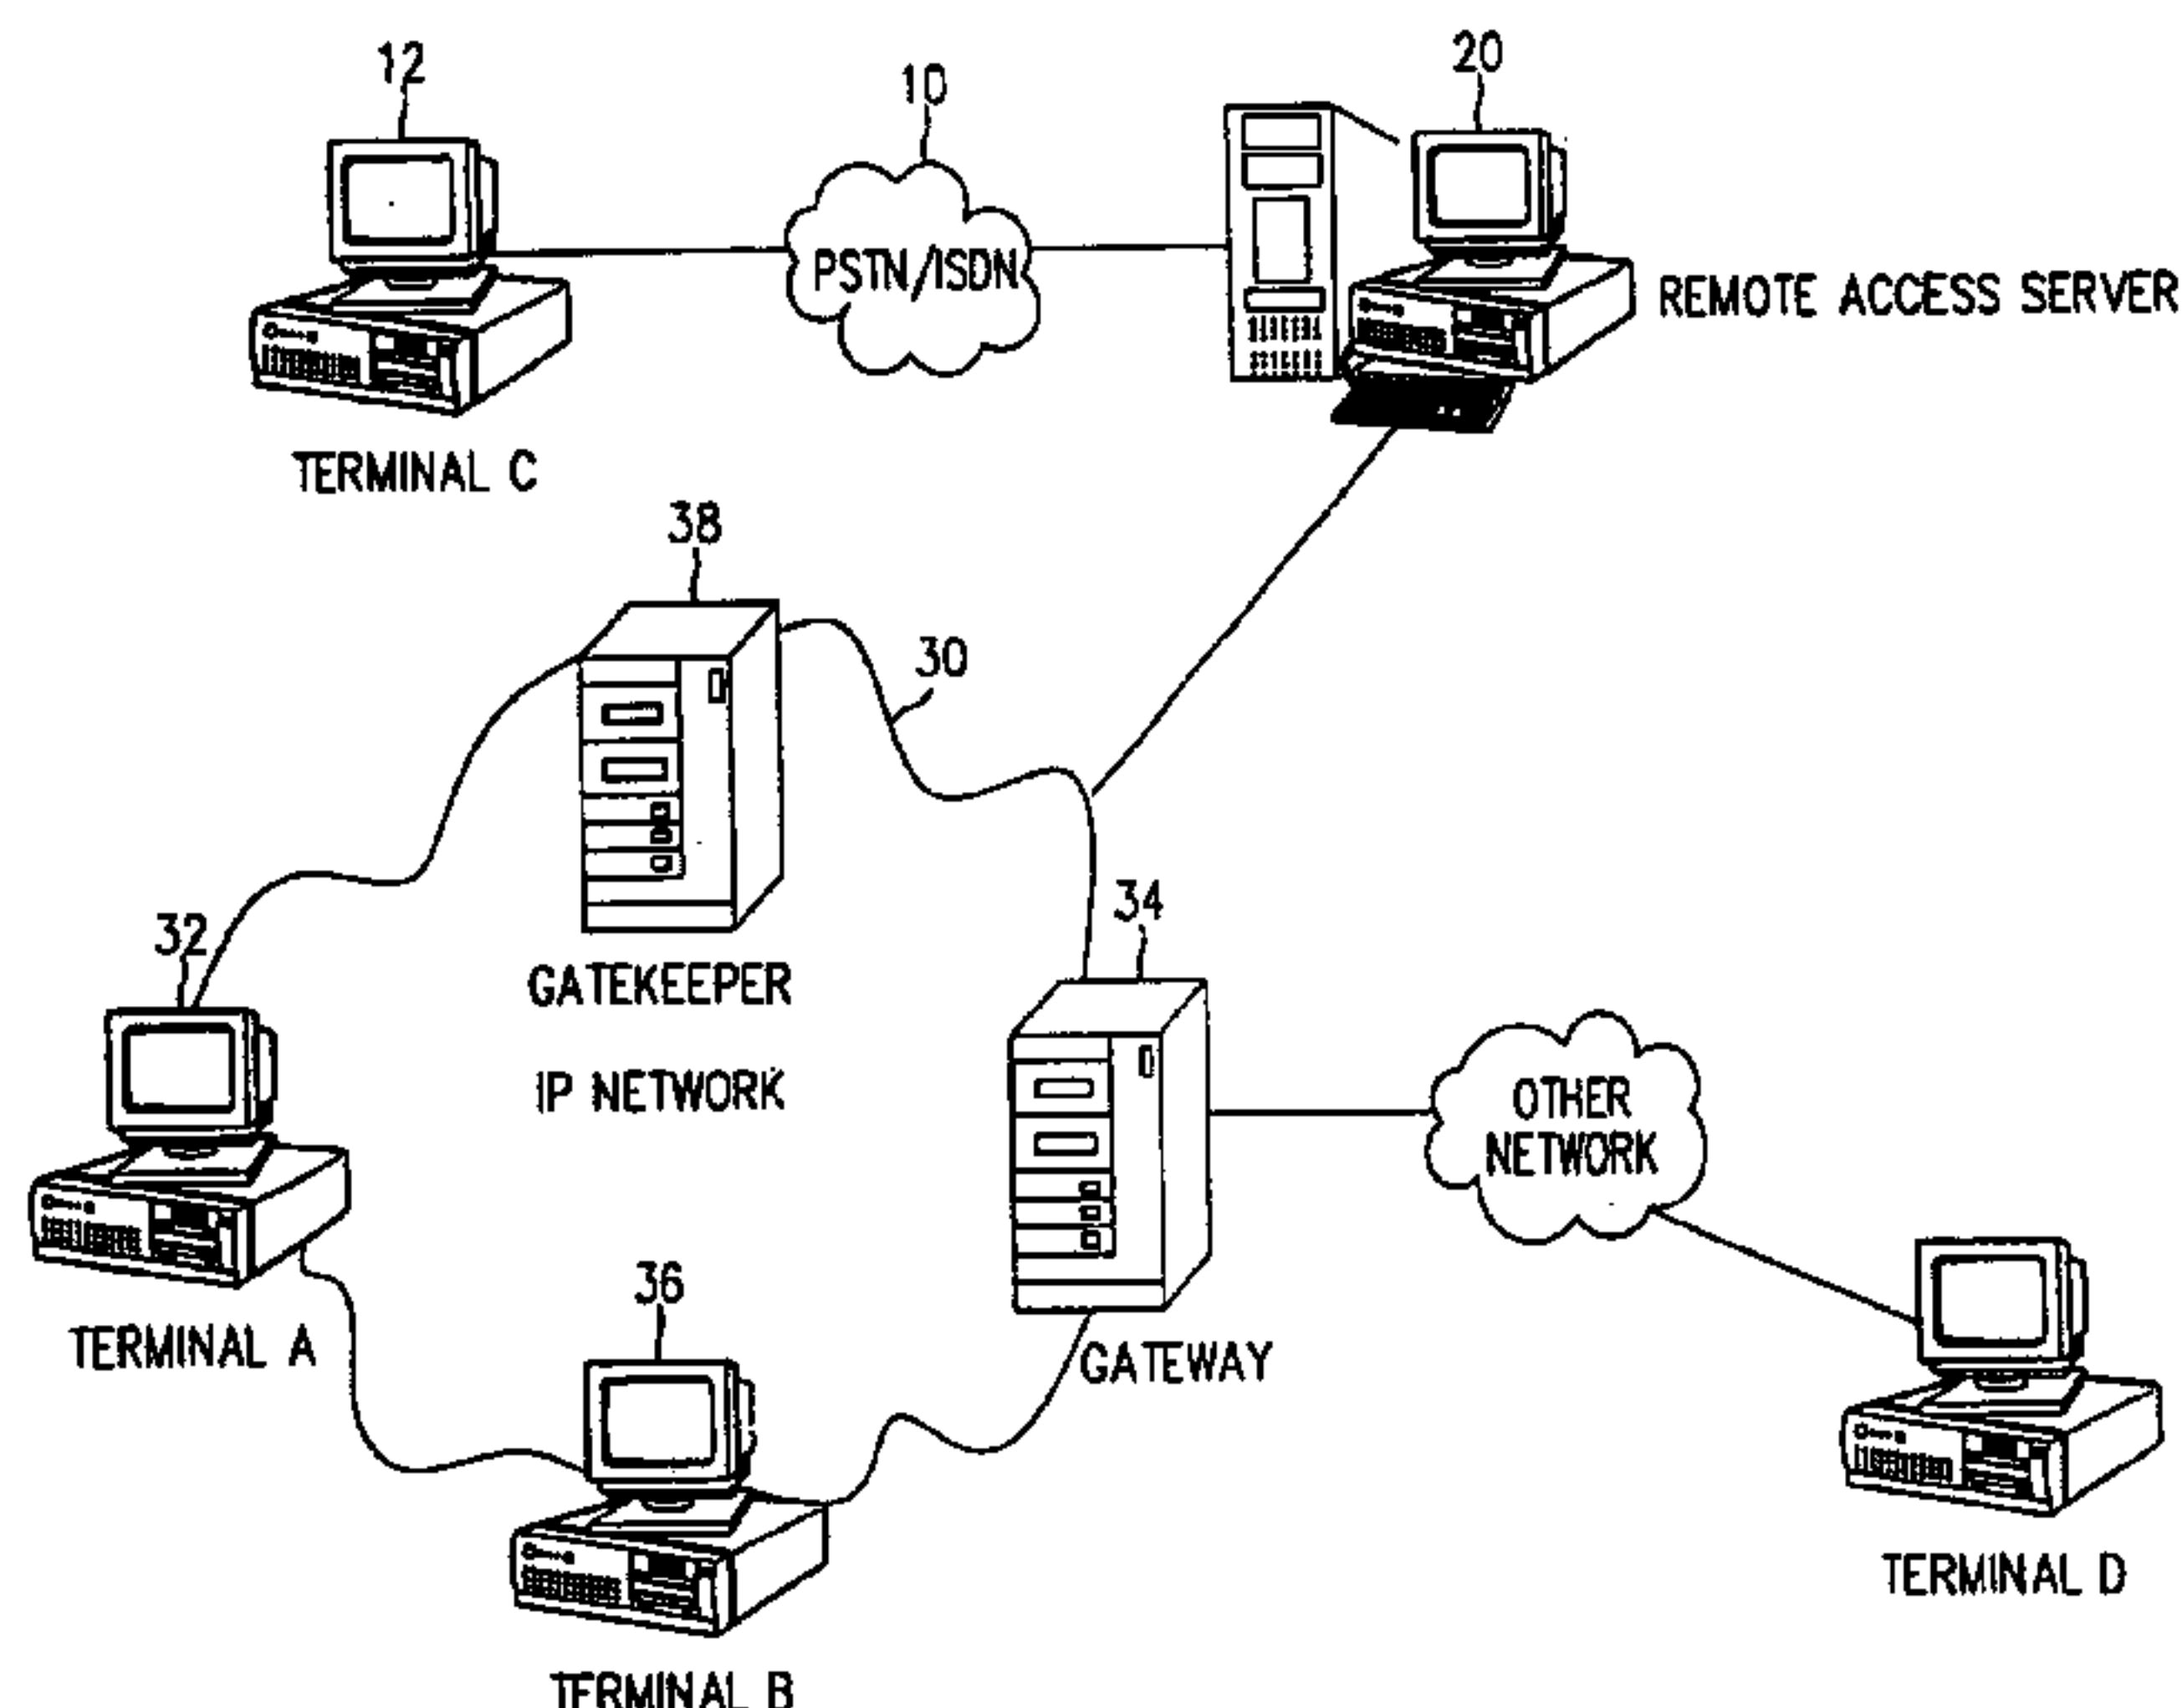 12
10
20
PSTN/ISDN
REMOTE ACCESS SERVER
TERMINAL C
38
30
34
32
GATEKEEPER
IP NETWORK
OTHER
NETWORK
36
TERMINAL A
GATEWAY
TERMINAL D
TERMINAL B